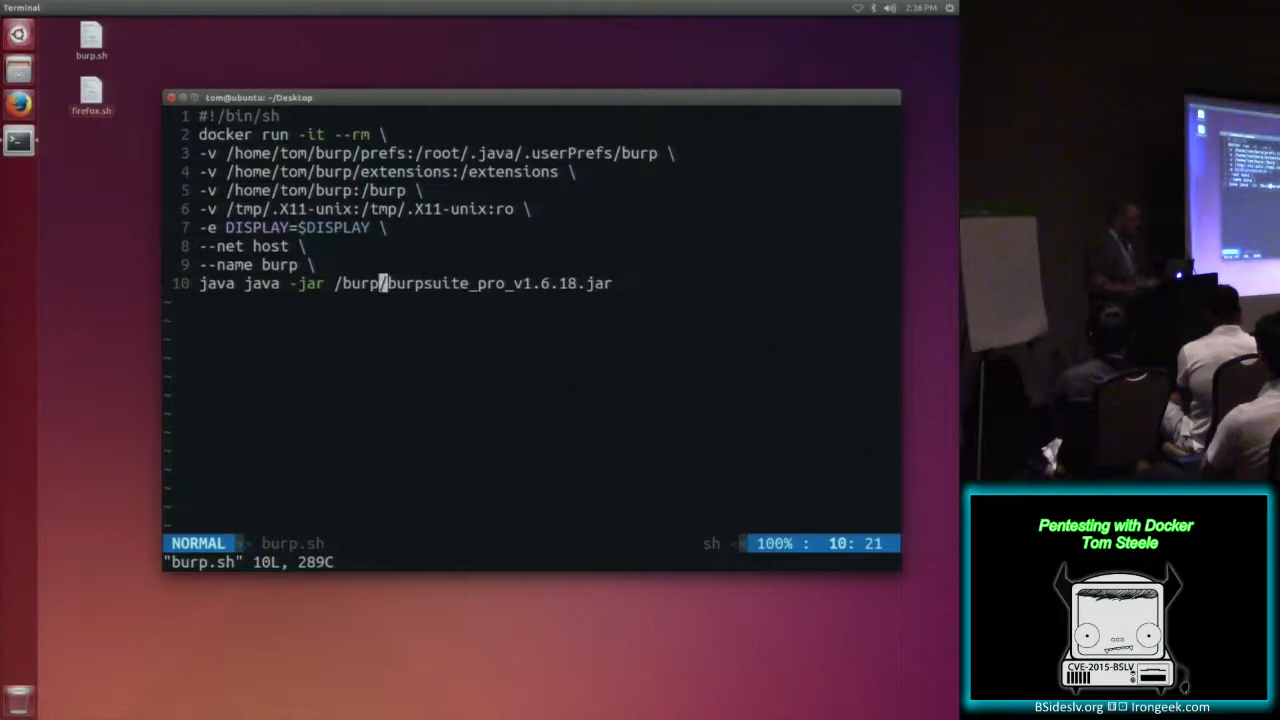 Terminal
2:36 PM
burp.sh
firefox.sh
tom@ubuntu: ~/Desktop
1 #!/bin/sh
2 docker run -it --rm \
3 -v /home/tom/burp/prefs:/root/.java/.userPrefs/burp \
4 -v /home/tom/burp/extensions:/extensions \
5 -v /home/tom/burp:/burp \
6 -v /tmp/.X11-unix:/tmp/.X11-unix:ro \
7 -e DISPLAY=$DISPLAY \
8 --net host \
9 --name burp \
10 java java -jar /burp/burpsuite_pro_v1.6.18.jar
~
~
~
~
~
~
~
~
~
~
~
~
~
NORMAL burp.sh sh 100% : 10: 21
"burp.sh" 10L, 289C
Pentesting with Docker
Tom Steele
CVE-2015-BSLV
BSideslv.org Irongeek.com